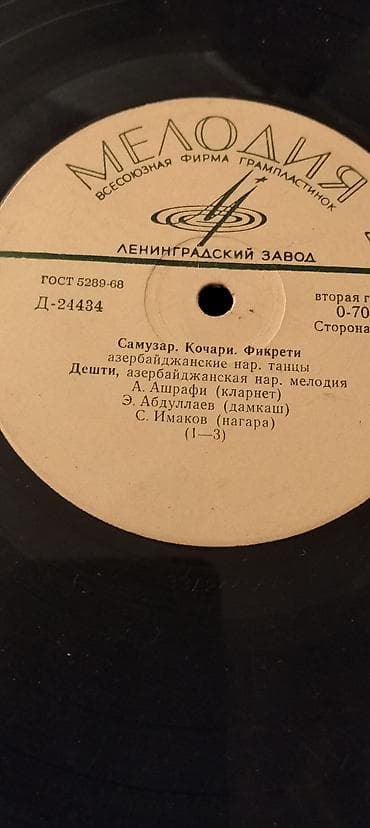 МЕЛОДИЯ
ВСЕСОЮЗНАЯ ФИРМА ГРАМПЛАСТИНОК
ЛЕНИНГРАДСКИЙ ЗАВОД
ГОСТ 5289-68
Д-24434
вторая г
0-70
Сторона
Самузар. Кочари. Фикрети
азербайджанские нар. танцы
Дешти, азербайджанская нар. мелодия
А. Ашрафи (кларнет)
Э. Абдуллаев (дамкаш)
С. Имаков (нагара)
(1—3)